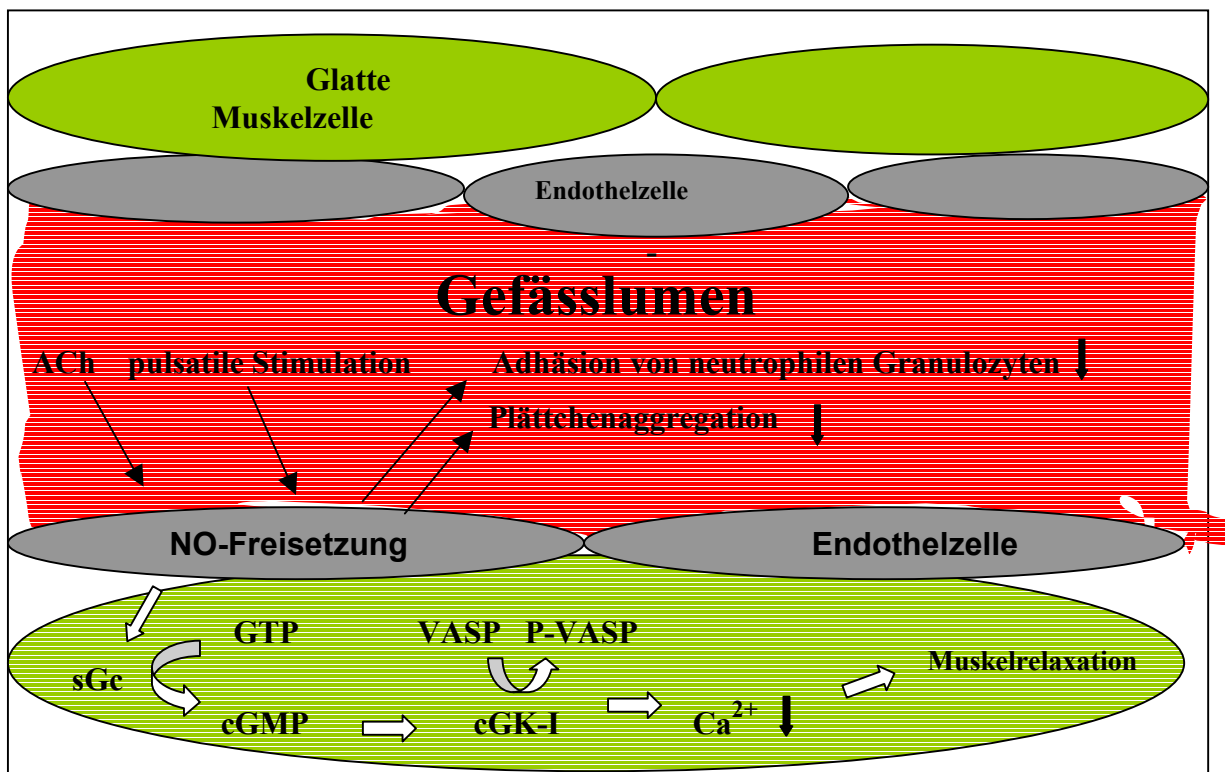 Glatte
Muskelzelle
Endothelzelle
-
Gefässlumen
ACh pulsatile Stimulation Adhäsion von neutrophilen Granulozyten
Plättchenaggregation
NO-Freisetzung Endothelzelle
GTP VASP P-VASP
Muskelrelaxation
sGc
cGMP cGK-I Ca²⁺